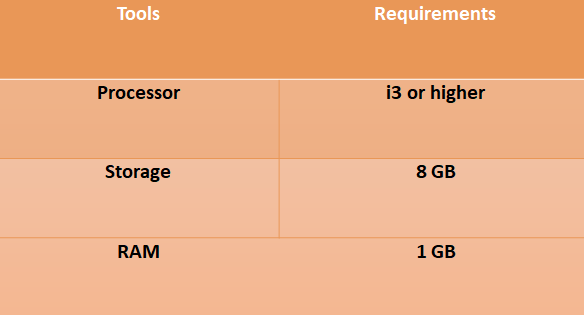 Tools Requirements
Processor i3 or higher
Storage 8 GB
RAM 1 GB